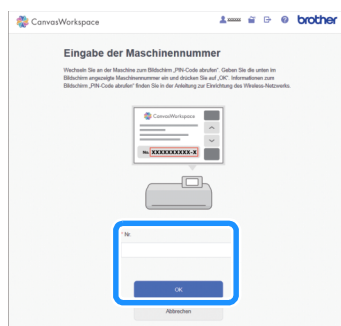 CanvasWorkspace
xxxxx
brother
Eingabe der Maschinennummer
Wechseln Sie an der Maschine zum Bildschirm „PIN-Code abrufen". Geben Sie die unten im
Bildschirm angezeigte Maschinennummer ein und drücken Sie auf „OK". Informationen zum
Bildschirm „PIN-Code abrufen" finden Sie in der Anleitung zur Einrichtung des Wireless-Netzwerks.
CanvasWorkspace
No. XXXXXXXXXX-X
* Nr.
OK
Abbrechen